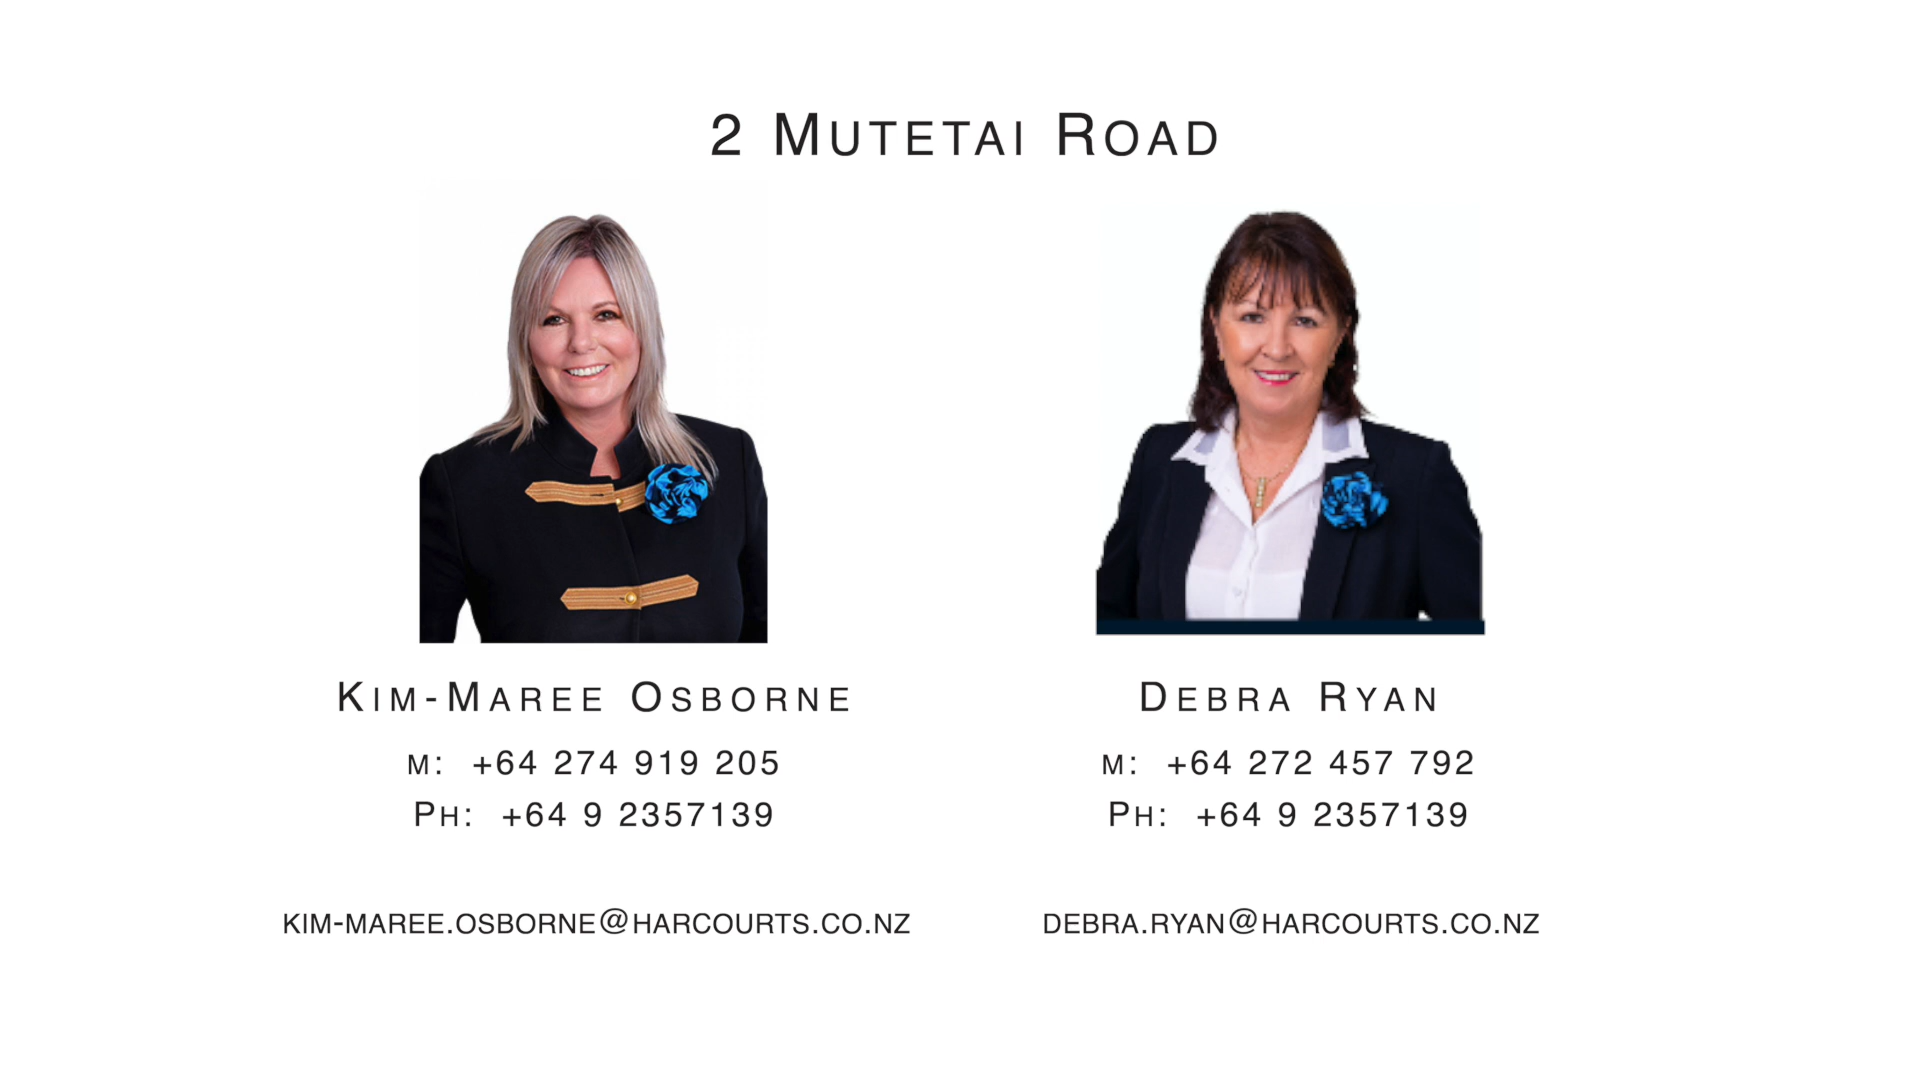 2 Mutetai Road
Kim-Maree Osborne
m: +64 274 919 205
Ph: +64 9 2357139
kim-maree.osborne@harcourts.co.nz
Debra Ryan
m: +64 272 457 792
Ph: +64 9 2357139
debra.ryan@harcourts.co.nz